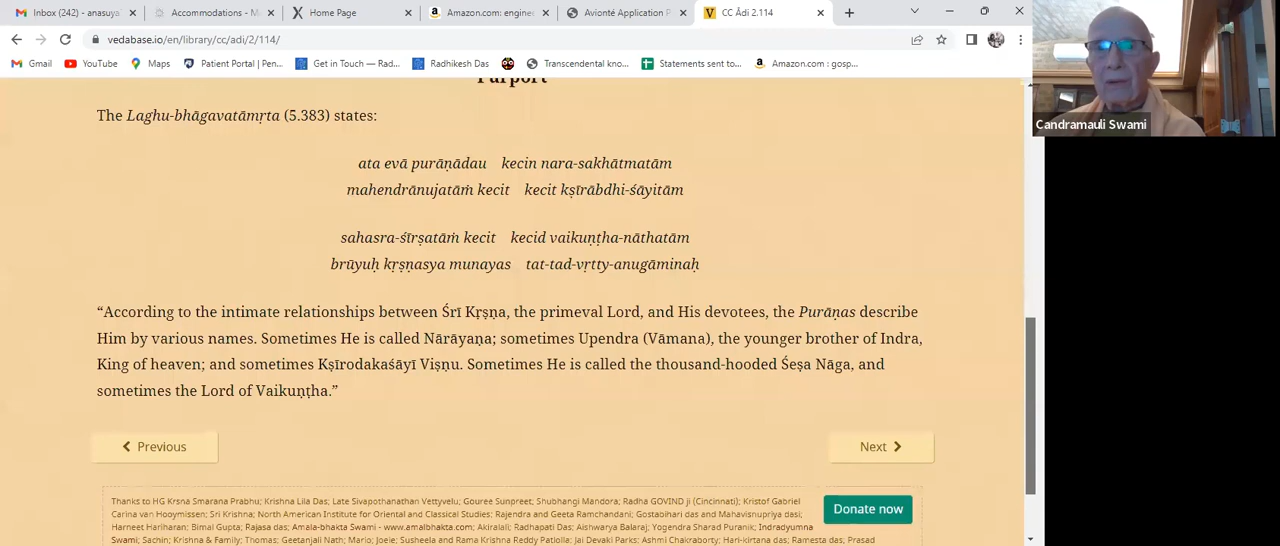 Inbox (242) - anasuya
Accommodations - M
Home Page
Amazon.com: engine
Avionté Application P
CC Ādi 2.114
vedabase.io/en/library/cc/adi/2/114/
Gmail
YouTube
Maps
Patient Portal | Pen...
Get in Touch — Rad...
Radhikesh Das
Transcendental kno...
Statements sent to...
Amazon.com : gosp...
Purport
The Laghu-bhāgavatāmṛta (5.383) states:
ata evā purāṇādau kecin nara-sakhātmatām
mahendrānujatāṁ kecit kecit kṣīrābdhi-śāyitām
sahasra-śīrṣatāṁ kecit kecid vaikuṇṭha-nāthatām
brūyuḥ kṛṣṇasya munayas tat-tad-vṛtty-anugāminaḥ
“According to the intimate relationships between Śrī Kṛṣṇa, the primeval Lord, and His devotees, the Purāṇas describe
Him by various names. Sometimes He is called Nārāyaṇa; sometimes Upendra (Vāmana), the younger brother of Indra,
King of heaven; and sometimes Kṣīrodakaśāyī Viṣṇu. Sometimes He is called the thousand-hooded Śeṣa Nāga, and
sometimes the Lord of Vaikuṇṭha.”
Previous
Next
Thanks to HG Krsna Smarana Prabhu; Krishna Lila Das; Late Sivapothanathan Vettyvelu; Gouree Sunpreet; Shubhangi Mandora; Radha GOVIND ji (Cincinnati); Kristof Gabriel
Carina van Hooymissen; Sri Krishna; North American Institute for Oriental and Classical Studies; Rajendra and Geeta Ramchandani; Gostabihari das and Mahavisnupriya dasi;
Harneet Hariharan; Bimal Gupta; Rajasa das; Amala-bhakta Swami - www.amalbhakta.com; Akiralali; Radhapati Das; Aishwarya Balaraj; Yogendra Sharad Puranik; Indradyumna
Swami; Sachin; Krishna & Family; Thomas; Geetanjali Nath; Mario; Joeie; Susheela and Rama Krishna Reddy Patlolla; Jai Devaki Parks; Ashmi Chakraborty; Hari-kirtana das; Ramesta das; Prasad
Donate now
Candramauli Swami